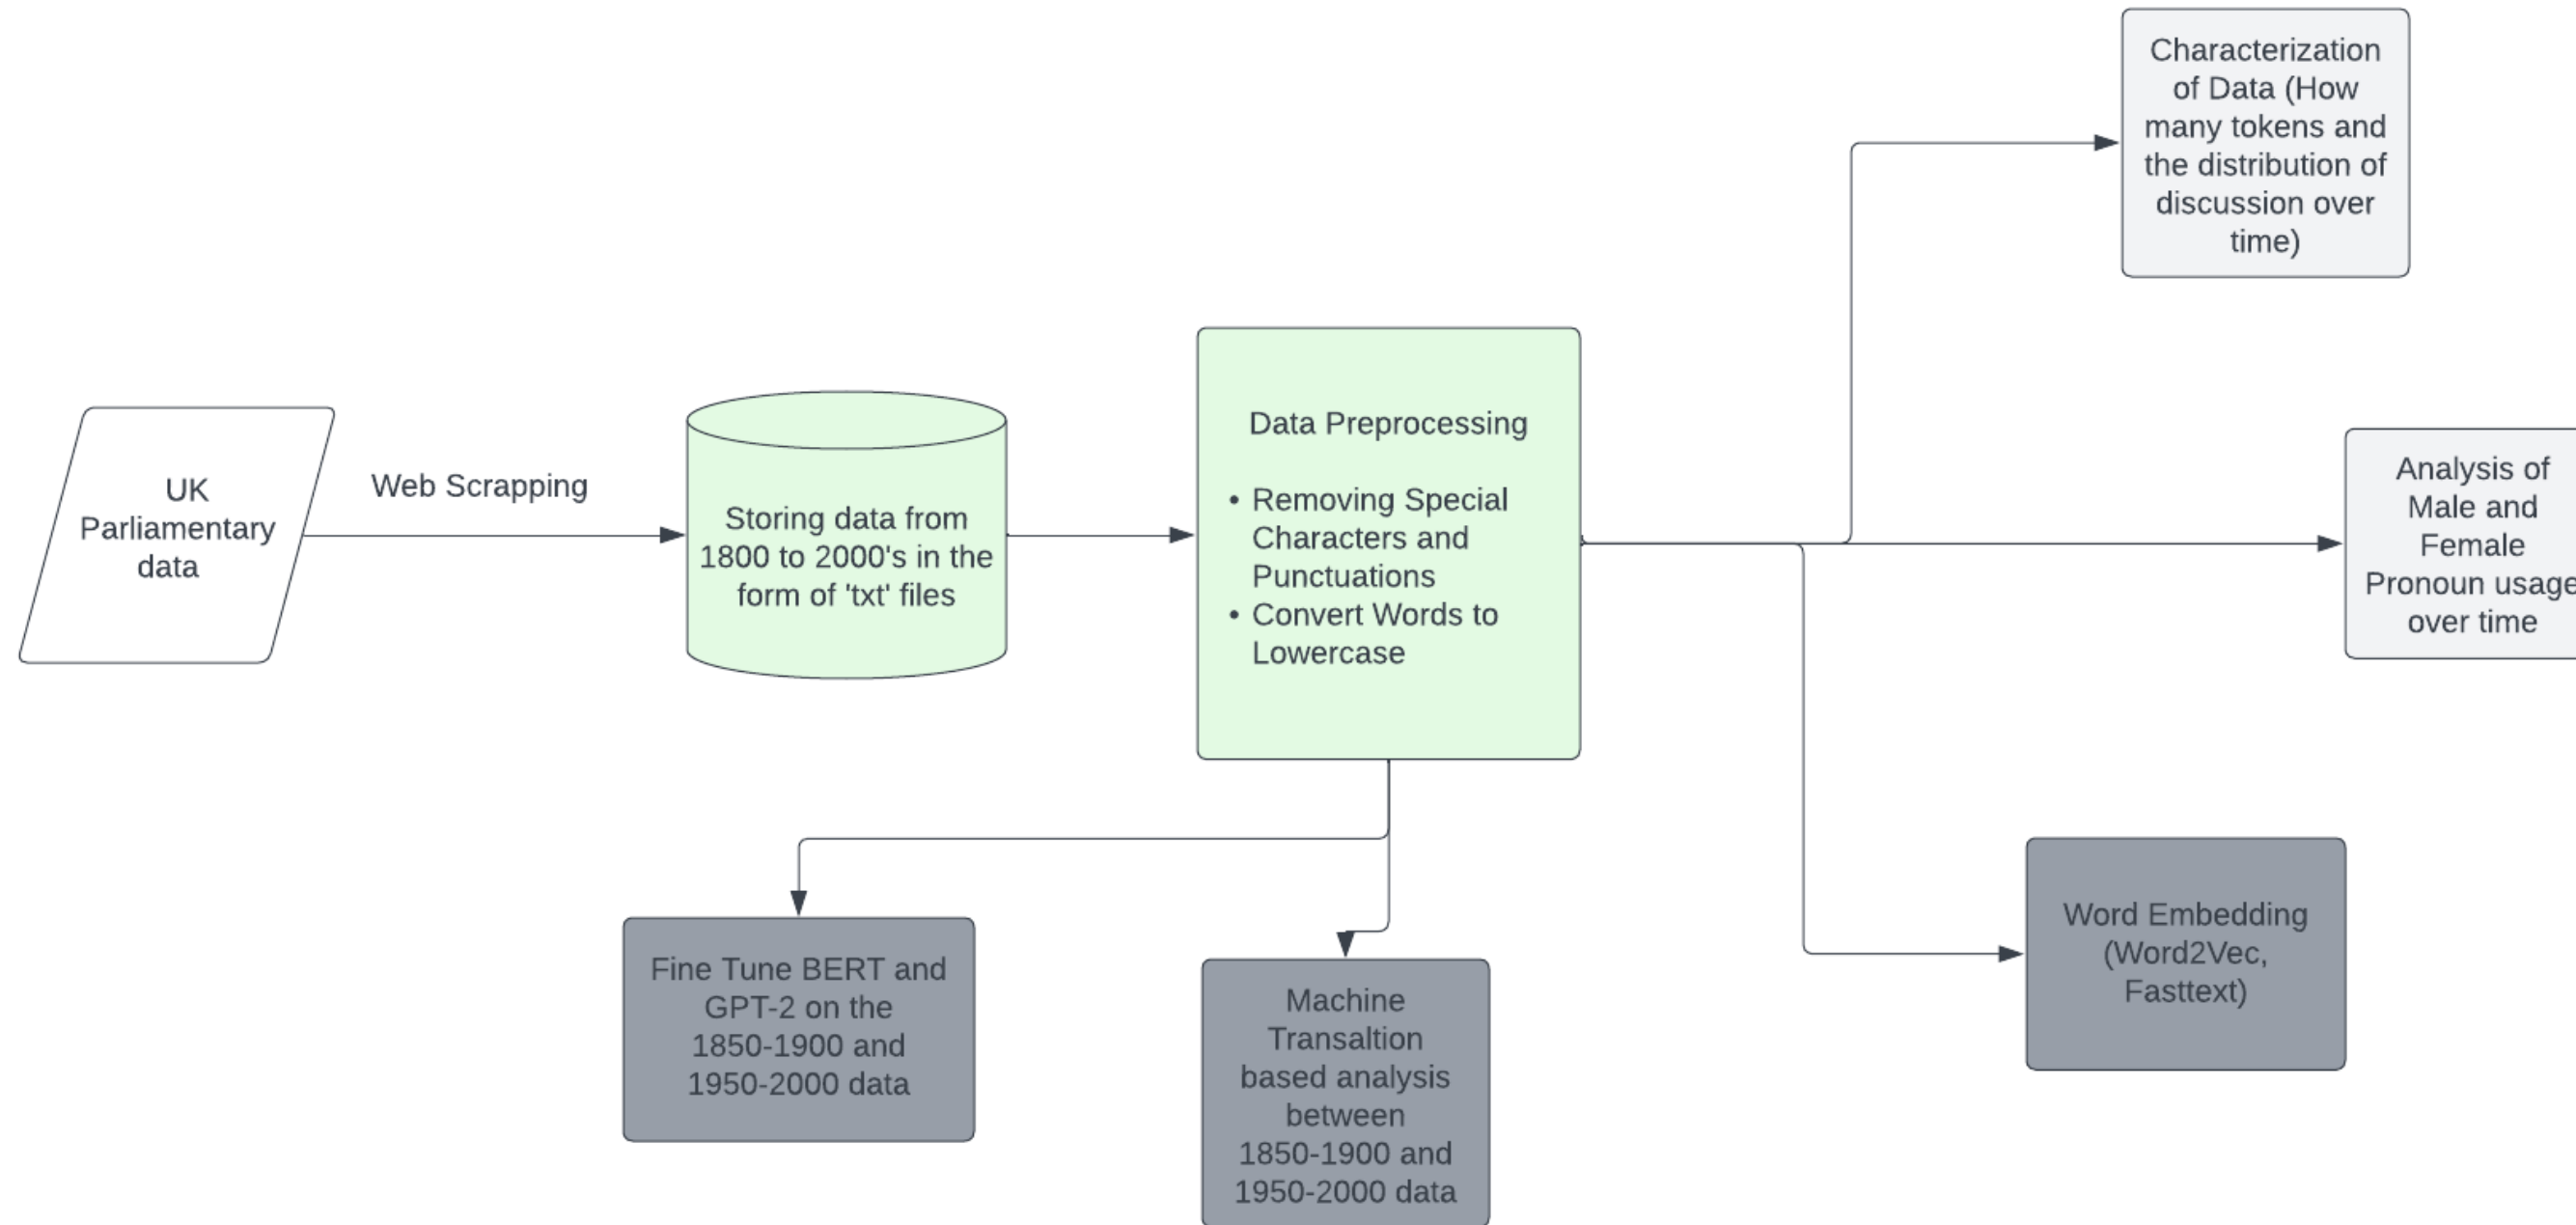 UK
Parliamentary
data
Web Scrapping
Storing data from
1800 to 2000's in the
form of 'txt' files
Data Preprocessing
• Removing Special
Characters and
Punctuations
• Convert Words to
Lowercase
Characterization
of Data (How
many tokens and
the distribution of
discussion over
time)
Analysis of
Male and
Female
Pronoun usage
over time
Word Embedding
(Word2Vec,
Fasttext)
Fine Tune BERT and
GPT-2 on the
1850-1900 and
1950-2000 data
Machine
Transaltion
based analysis
between
1850-1900 and
1950-2000 data